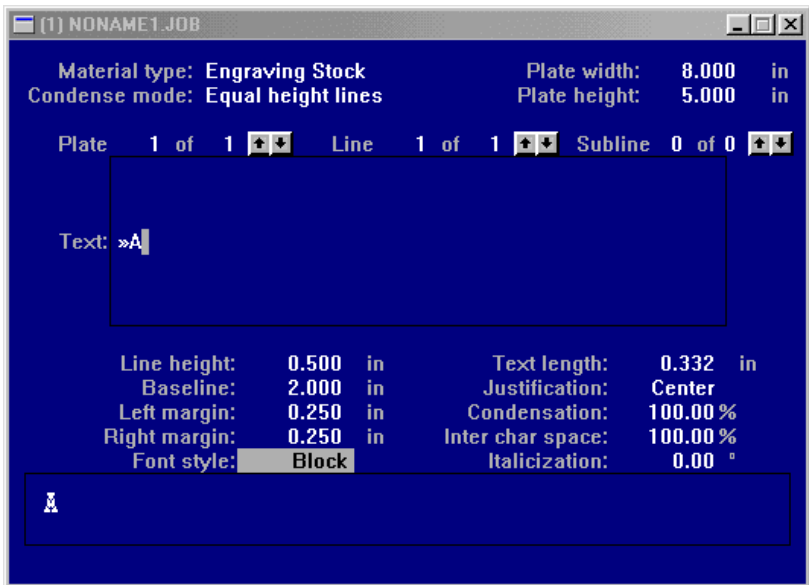 (1) NONAME1.JOB
Material type: Engraving Stock Plate width: 8.000 in
Condense mode: Equal height lines Plate height: 5.000 in
Plate 1 of 1 Line 1 of 1 Subline 0 of 0
Text: »A
Line height: 0.500 in Text length: 0.332 in
Baseline: 2.000 in Justification: Center
Left margin: 0.250 in Condensation: 100.00 %
Right margin: 0.250 in Inter char space: 100.00 %
Font style: Block Italicization: 0.00 °
A